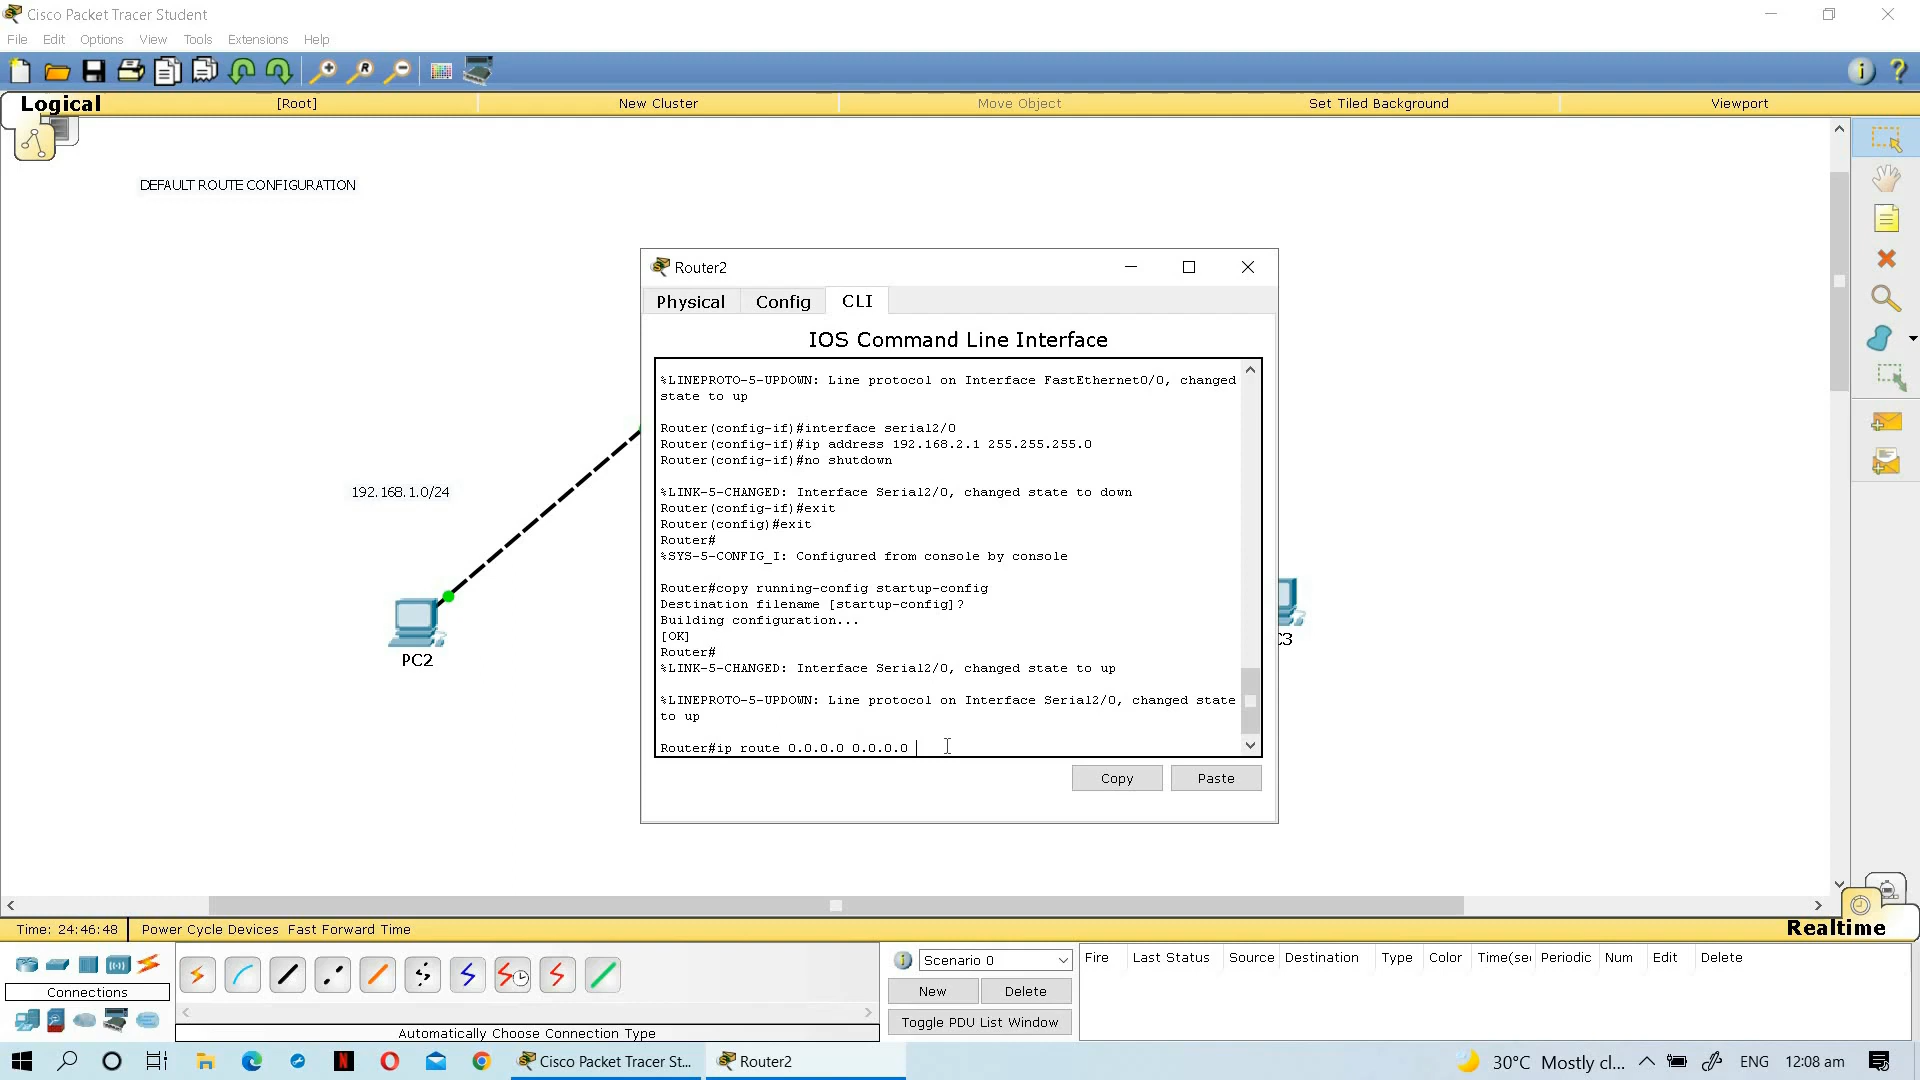 Cisco Packet Tracer Student
File Edit Options View Tools Extensions Help
Logical [Root] New Cluster Move Object Set Tiled Background Viewport
DEFAULT ROUTE CONFIGURATION
192.168.1.0/24
PC2
Router2
Physical Config CLI
IOS Command Line Interface
%LINEPROTO-5-UPDOWN: Line protocol on Interface FastEthernet0/0, changed
state to up
Router(config-if)#interface serial2/0
Router(config-if)#ip address 192.168.2.1 255.255.255.0
Router(config-if)#no shutdown
%LINK-5-CHANGED: Interface Serial2/0, changed state to down
Router(config-if)#exit
Router(config)#exit
Router#
%SYS-5-CONFIG_I: Configured from console by console
Router#copy running-config startup-config
Destination filename [startup-config]?
Building configuration...
[OK]
Router#
%LINK-5-CHANGED: Interface Serial2/0, changed state to up
%LINEPROTO-5-UPDOWN: Line protocol on Interface Serial2/0, changed state
to up
Router#ip route 0.0.0.0 0.0.0.0
Copy Paste
C3
Time: 24:46:48 Power Cycle Devices Fast Forward Time Realtime
Connections
Automatically Choose Connection Type
Scenario 0
New Delete
Toggle PDU List Window
Fire Last Status Source Destination Type Color Time(sec Periodic Num Edit Delete
Cisco Packet Tracer St... Router2 30°C Mostly cl... ENG 12:08 am